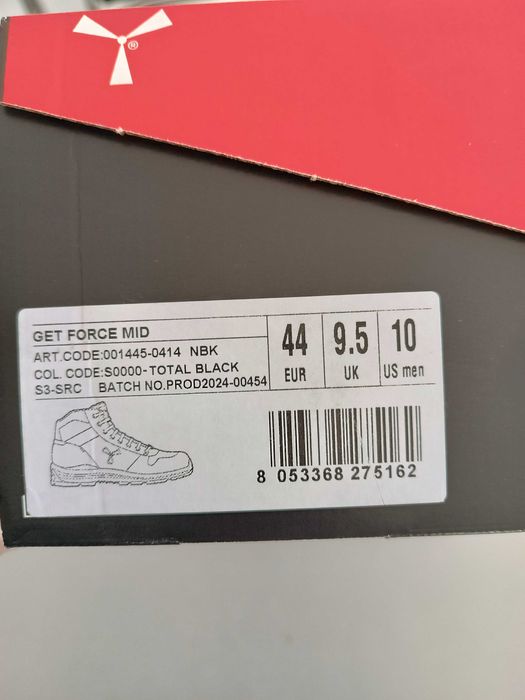 ®
GET FORCE MID
ART.CODE:001445-0414 NBK
COL. CODE:S0000-TOTAL BLACK
S3-SRC BATCH NO.PROD2024-00454
44 9.5 10
EUR UK US men
8 053368 275162